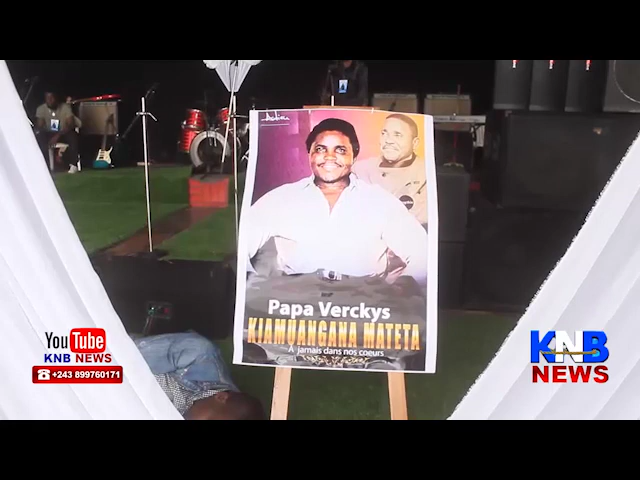 Papa Verckys
KIAMUANGANA MATETA
A jamais dans nos coeurs
YouTube
KNB NEWS
+243 899760171
KNB
NEWS